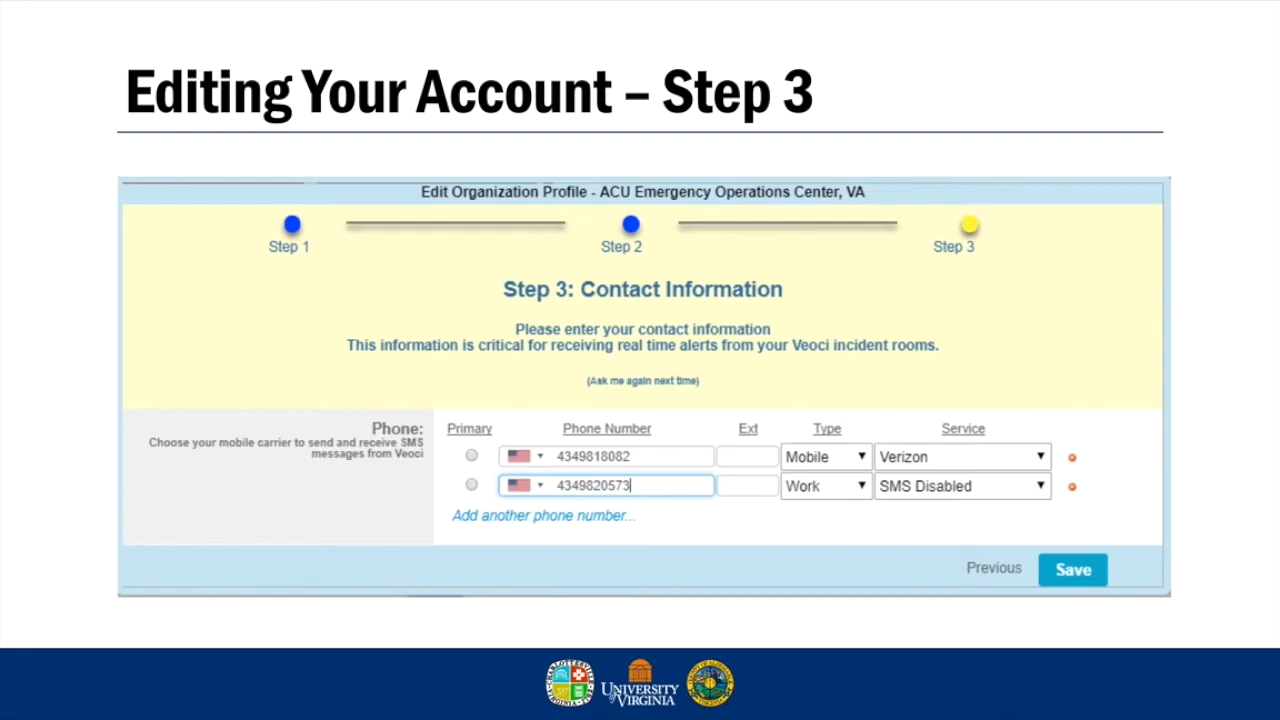 Editing Your Account – Step 3
Edit Organization Profile - ACU Emergency Operations Center, VA
Step 1 Step 2 Step 3
Step 3: Contact Information
Please enter your contact information
This information is critical for receiving real time alerts from your Veoci incident rooms.
(Ask me again next time)
Phone: Primary Phone Number Ext Type Service
Choose your mobile carrier to send and receive SMS
messages from Veoci
4349818082 Mobile Verizon
4349820573 Work SMS Disabled
Add another phone number...
Previous Save
UNIVERSITY
of VIRGINIA